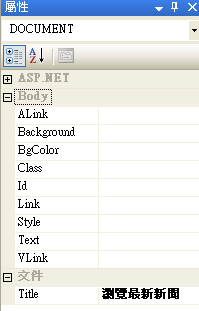 屬性
DOCUMENT
ASP.NET
Body
ALink
Background
BgColor
Class
Id
Link
Style
Text
VLink
文件
Title 瀏覽最新新聞